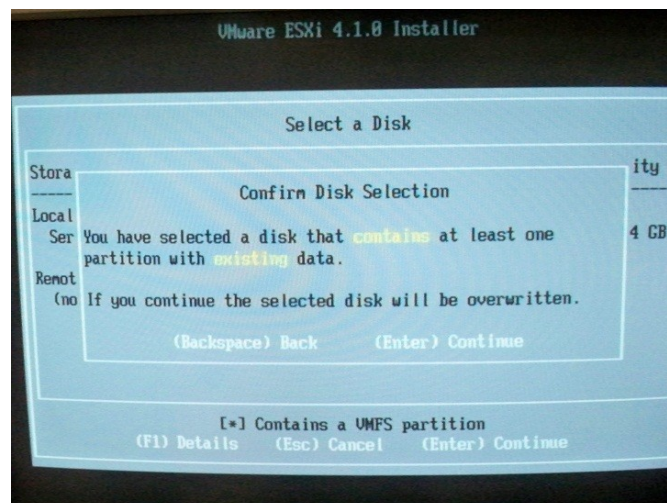 VMware ESXi 4.1.0 Installer
Select a Disk
Stora
ity
Confirm Disk Selection
Local
Ser
You have selected a disk that contains at least one
4 GB
partition with existing data.
Remot
(no
If you continue the selected disk will be overwritten.
(Backspace) Back (Enter) Continue
[*] Contains a VMFS partition
(F1) Details (Esc) Cancel (Enter) Continue